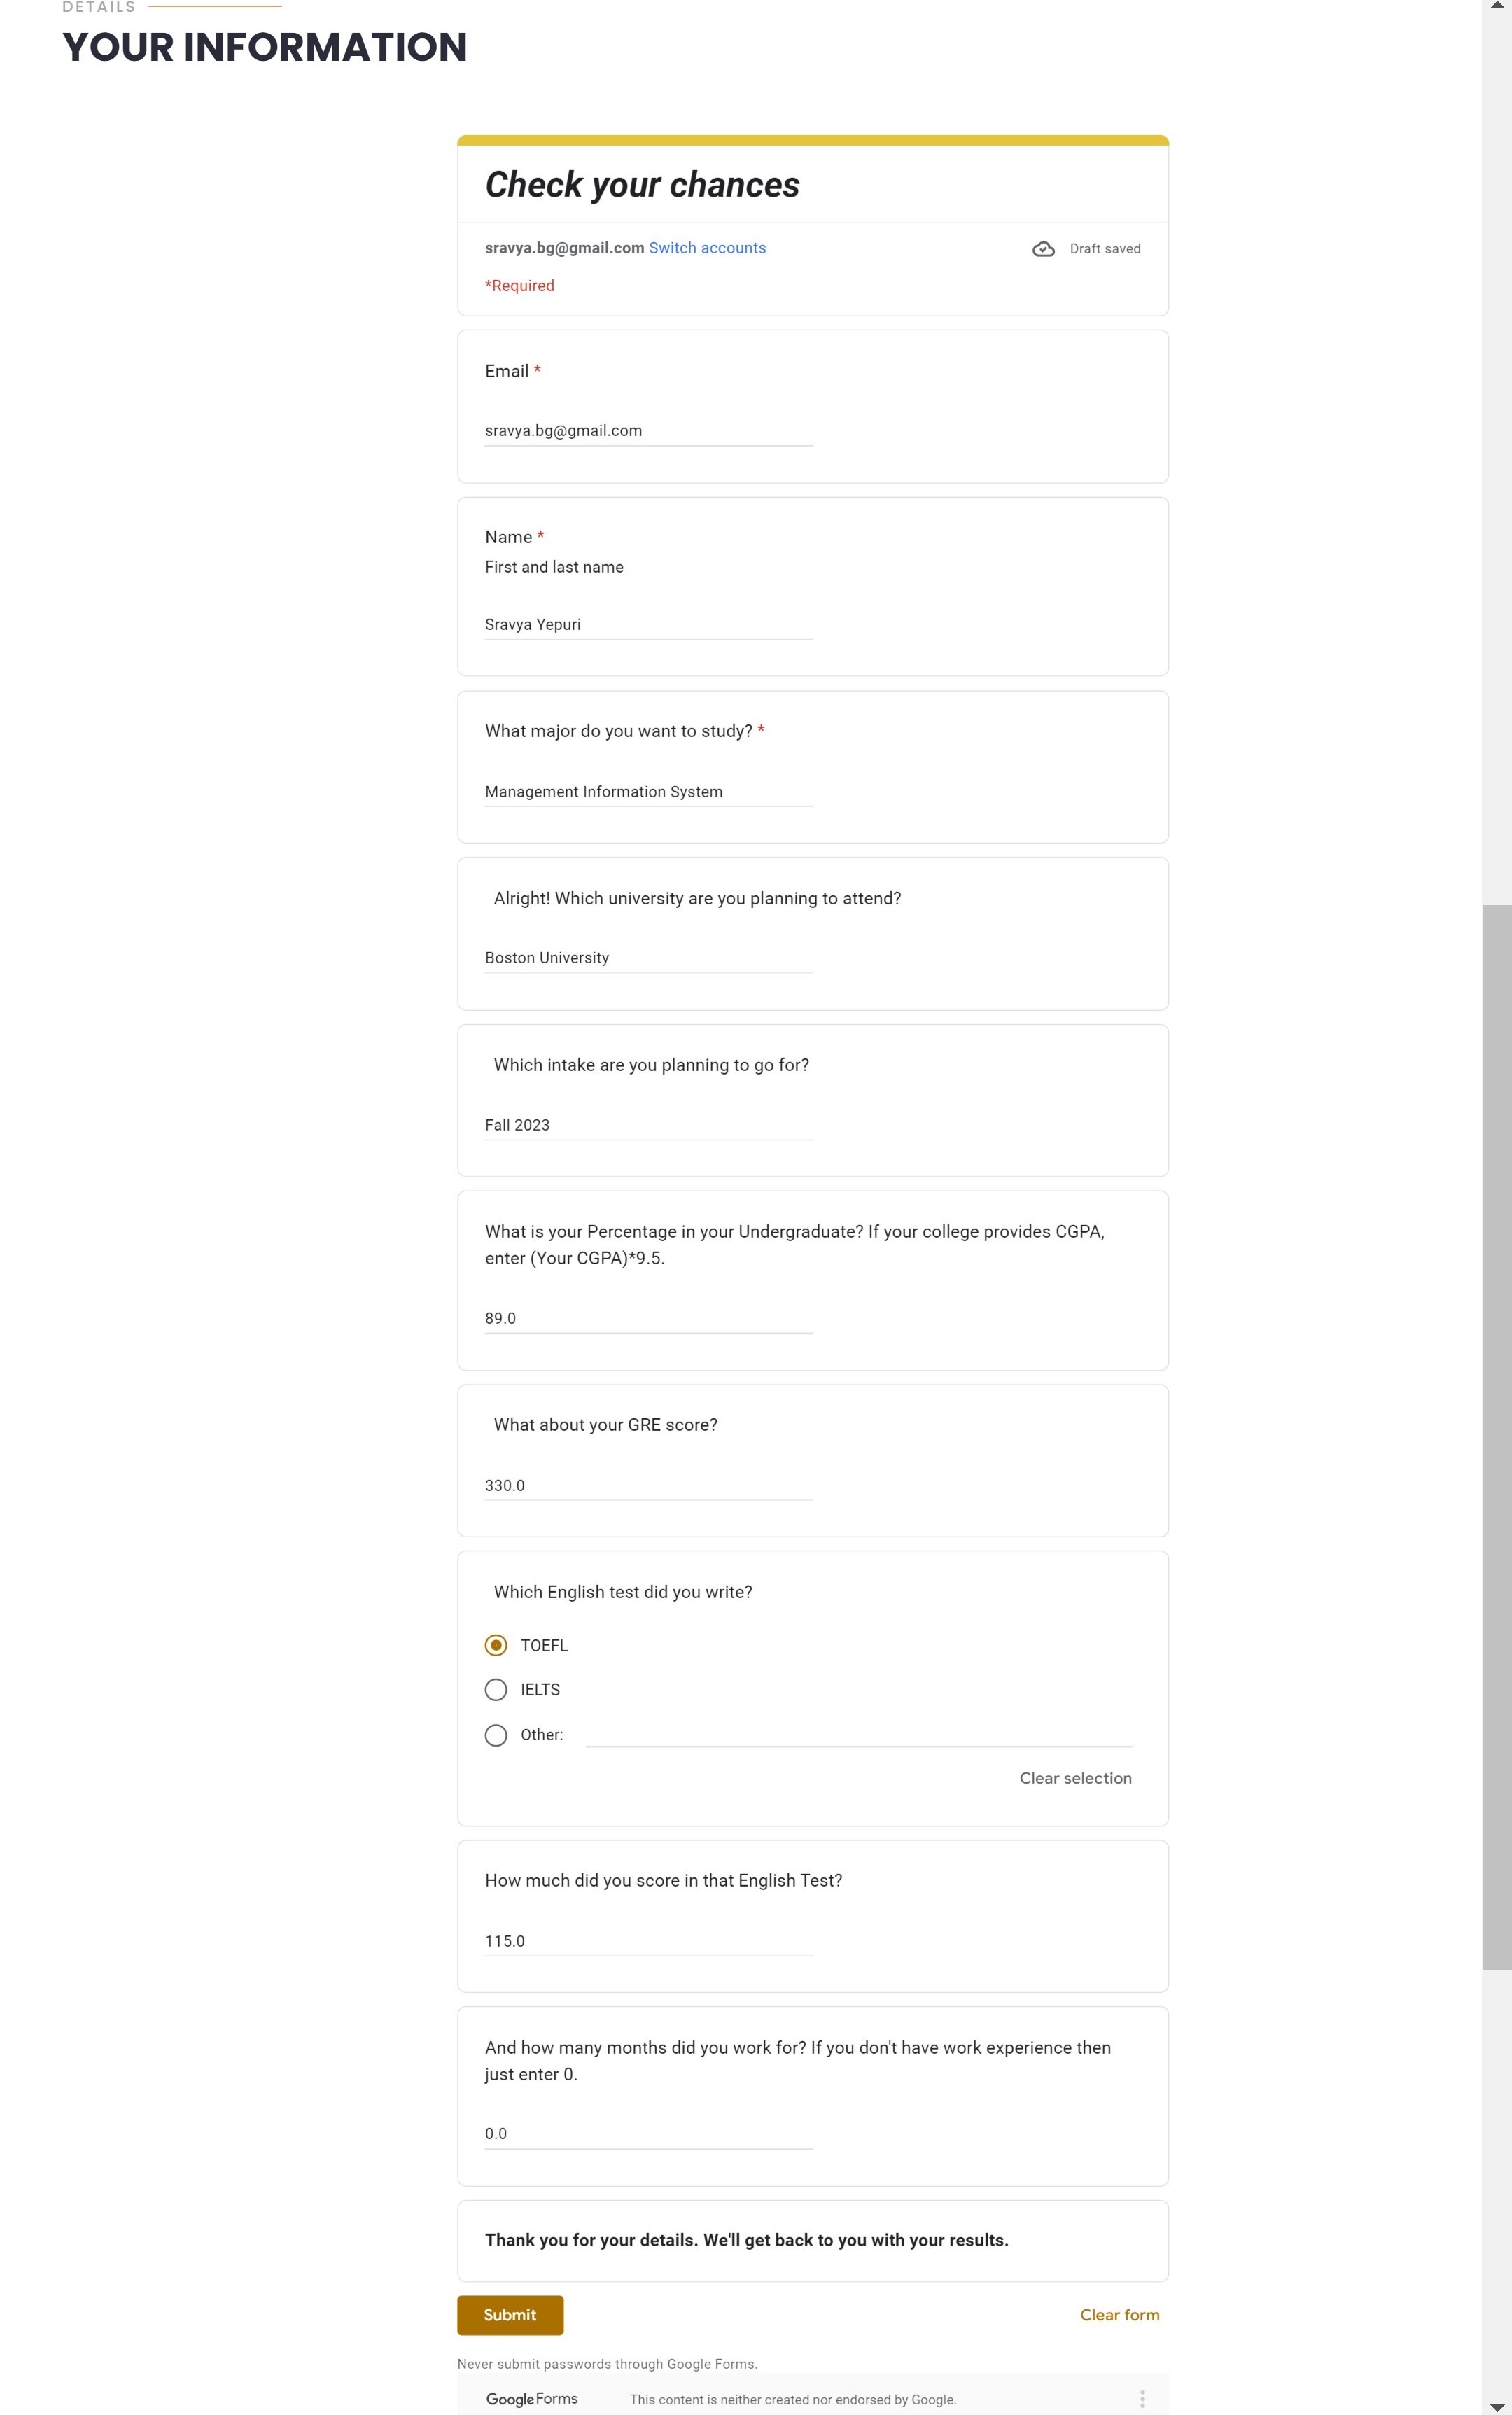 DETAILS
YOUR INFORMATION
Check your chances
sravya.bg@gmail.com Switch accounts
Draft saved
*Required
Email *
sravya.bg@gmail.com
Name *
First and last name
Sravya Yepuri
What major do you want to study? *
Management Information System
Alright! Which university are you planning to attend?
Boston University
Which intake are you planning to go for?
Fall 2023
What is your Percentage in your Undergraduate? If your college provides CGPA,
enter (Your CGPA)*9.5.
89.0
What about your GRE score?
330.0
Which English test did you write?
TOEFL
IELTS
Other:
Clear selection
How much did you score in that English Test?
115.0
And how many months did you work for? If you don't have work experience then
just enter 0.
0.0
Thank you for your details. We'll get back to you with your results.
Submit
Clear form
Never submit passwords through Google Forms.
Google Forms
This content is neither created nor endorsed by Google.